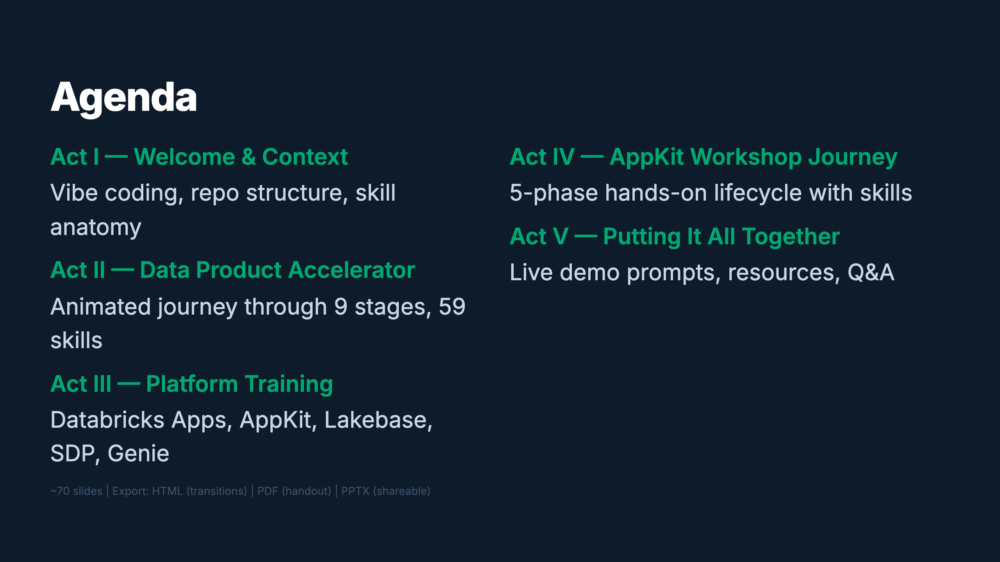 Agenda
Act I — Welcome & Context
Vibe coding, repo structure, skill
anatomy
Act II — Data Product Accelerator
Animated journey through 9 stages, 59
skills
Act III — Platform Training
Databricks Apps, AppKit, Lakebase,
SDP, Genie
Act IV — AppKit Workshop Journey
5-phase hands-on lifecycle with skills
Act V — Putting It All Together
Live demo prompts, resources, Q&A
~70 slides | Export: HTML (transitions) | PDF (handout) | PPTX (shareable)